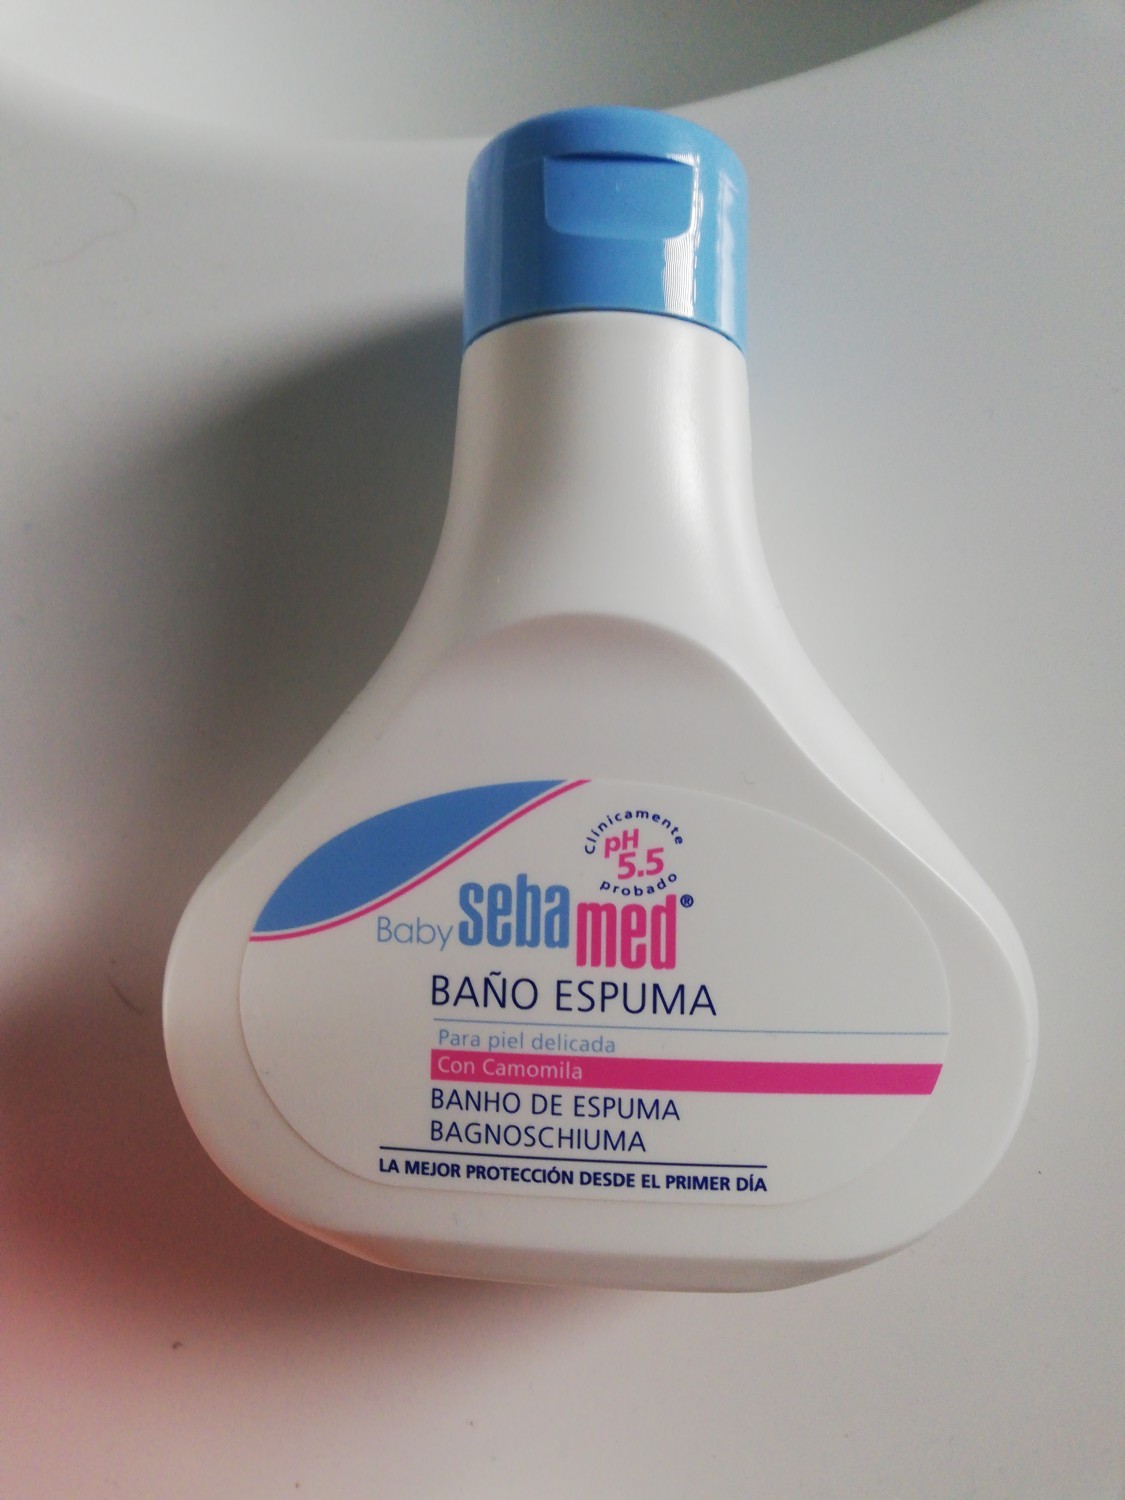 Clínicamente
pH
5.5
probado
Baby sebamed®
BAÑO ESPUMA
Para piel delicada
Con Camomila
BANHO DE ESPUMA
BAGNOSCHIUMA
LA MEJOR PROTECCIÓN DESDE EL PRIMER DÍA